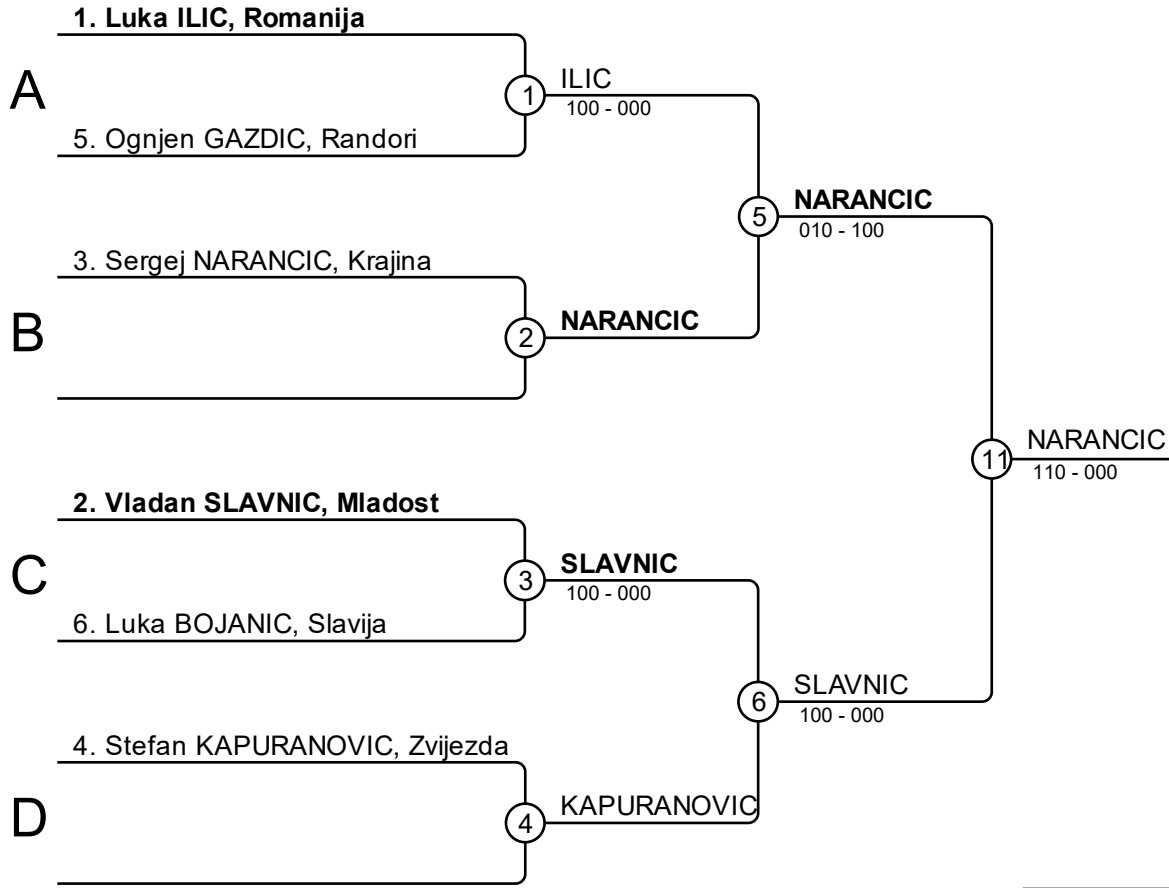 1. Luka ILIC, Romanija
A
1
ILIC
100 - 000
5. Ognjen GAZDIC, Randori
5
NARANCIC
010 - 100
3. Sergej NARANCIC, Krajina
B
2
NARANCIC
11
NARANCIC
110 - 000
2. Vladan SLAVNIC, Mladost
C
3
SLAVNIC
100 - 000
6. Luka BOJANIC, Slavija
6
SLAVNIC
100 - 000
4. Stefan KAPURANOVIC, Zvijezda
D
4
KAPURANOVIC